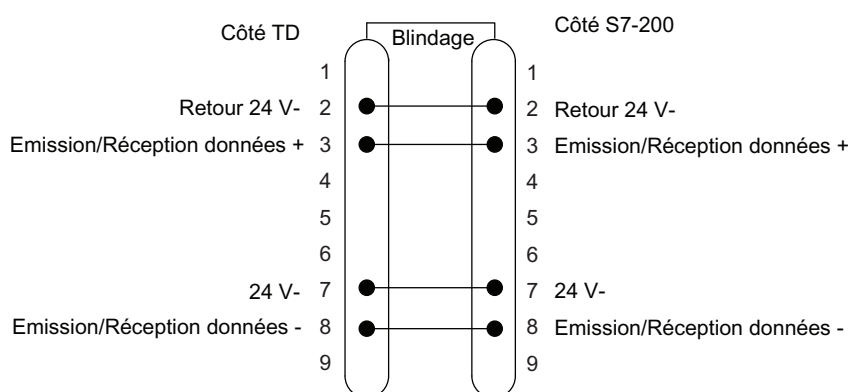 Côté TD Blindage Côté S7-200
1 1
Retour 24 V- 2 2 Retour 24 V-
Emission/Réception données + 3 3 Emission/Réception données +
4 4
5 5
6 6
24 V- 7 7 24 V-
Emission/Réception données - 8 8 Emission/Réception données -
9 9